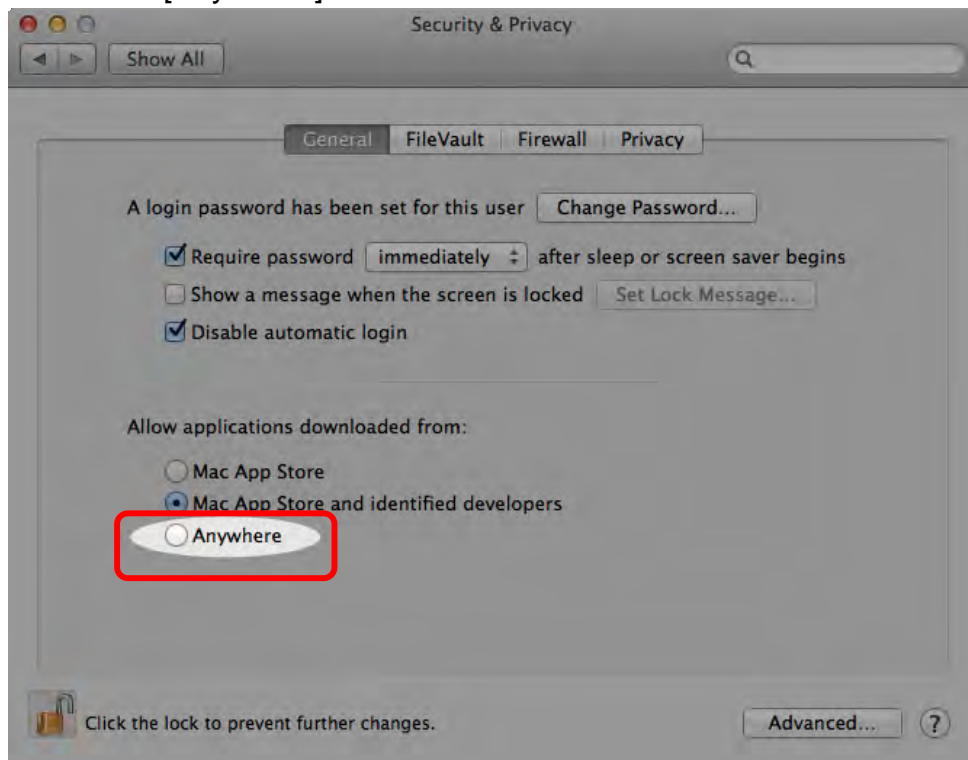 Security & Privacy
Show All
General FileVault Firewall Privacy
A login password has been set for this user Change Password...
Require password immediately after sleep or screen saver begins
Show a message when the screen is locked Set Lock Message...
Disable automatic login
Allow applications downloaded from:
Mac App Store
Mac App Store and identified developers
Anywhere
Click the lock to prevent further changes. Advanced... ?